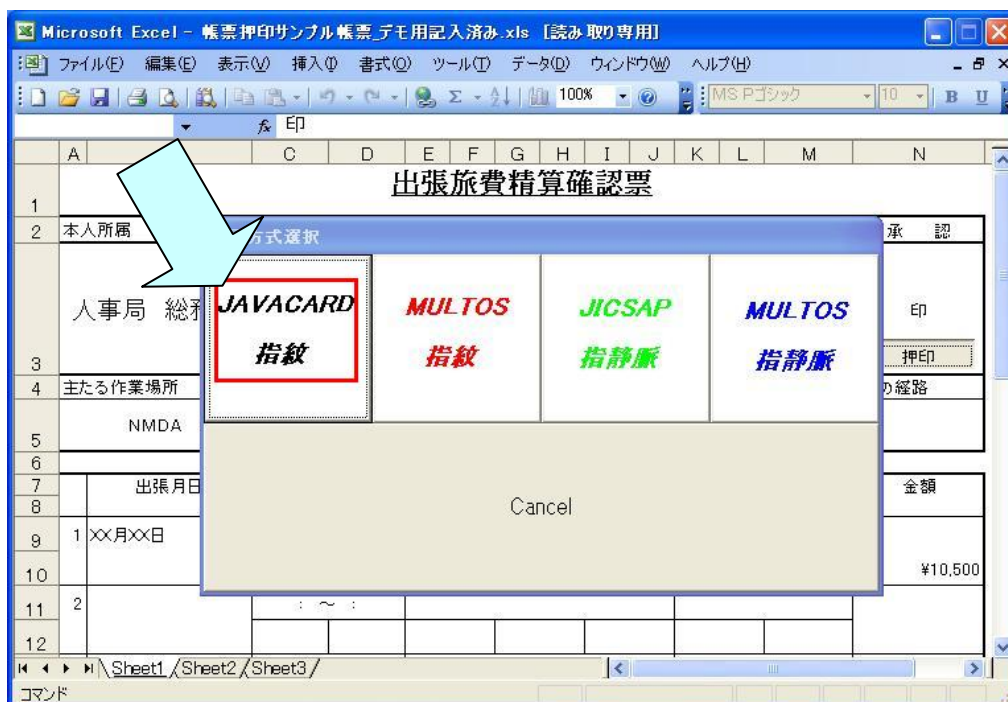 Microsoft Excel - 帳票押印サンプル帳票_デモ用記入済み.xls [読み取り専用]
ファイル(F) 編集(E) 表示(V) 挿入(I) 書式(O) ツール(T) データ(D) ウィンドウ(W) ヘルプ(H)
100% MS Pゴシック 10 B U
fx 印
A C D E F G H I J K L M N
1 出張旅費精算確認票
2 本人所属 承 認
方式選択
3 人事局 総務 印
JAVACARD 指紋
MULTOS 指紋
JICSAP 指静脈
MULTOS 指静脈
押印
4 主たる作業場所 の経路
5 NMDA
6
7 出張月日 金額
8
Cancel
9 1 XX月XX日
10 ¥10,500
11 2 : ～ :
12
Sheet1 Sheet2 Sheet3
コマンド